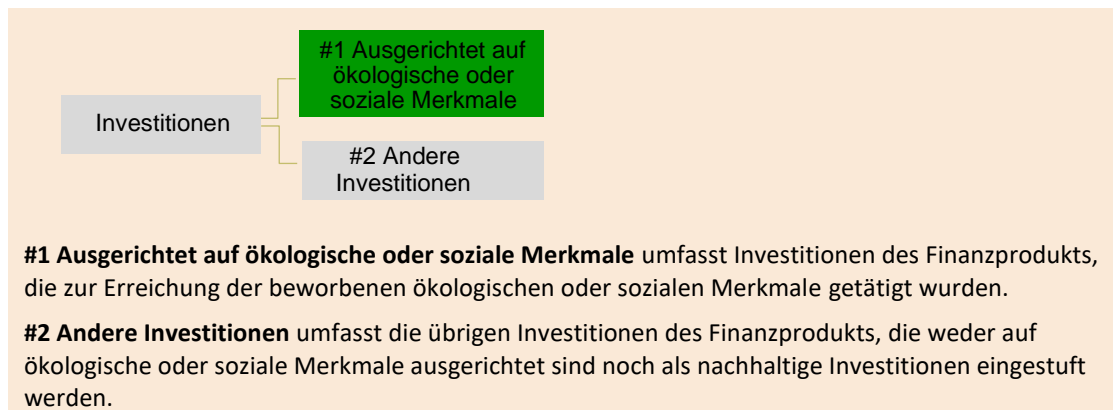 #1 Ausgerichtet auf
ökologische oder
soziale Merkmale
Investitionen
#2 Andere
Investitionen
#1 Ausgerichtet auf ökologische oder soziale Merkmale umfasst Investitionen des Finanzprodukts,
die zur Erreichung der beworbenen ökologischen oder sozialen Merkmale getätigt wurden.
#2 Andere Investitionen umfasst die übrigen Investitionen des Finanzprodukts, die weder auf
ökologische oder soziale Merkmale ausgerichtet sind noch als nachhaltige Investitionen eingestuft
werden.